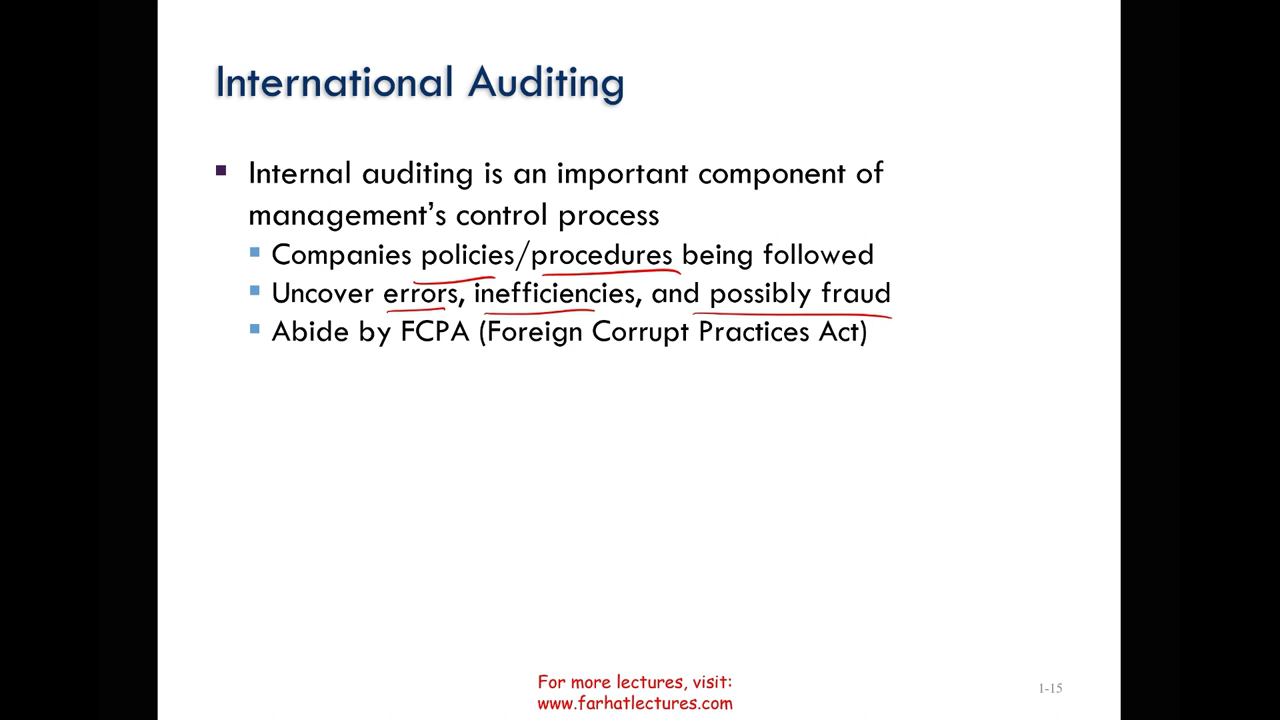 International Auditing
Internal auditing is an important component of
management's control process
Companies policies/procedures being followed
Uncover errors, inefficiencies, and possibly fraud
Abide by FCPA (Foreign Corrupt Practices Act)
For more lectures, visit:
www.farhatlectures.com
1-15